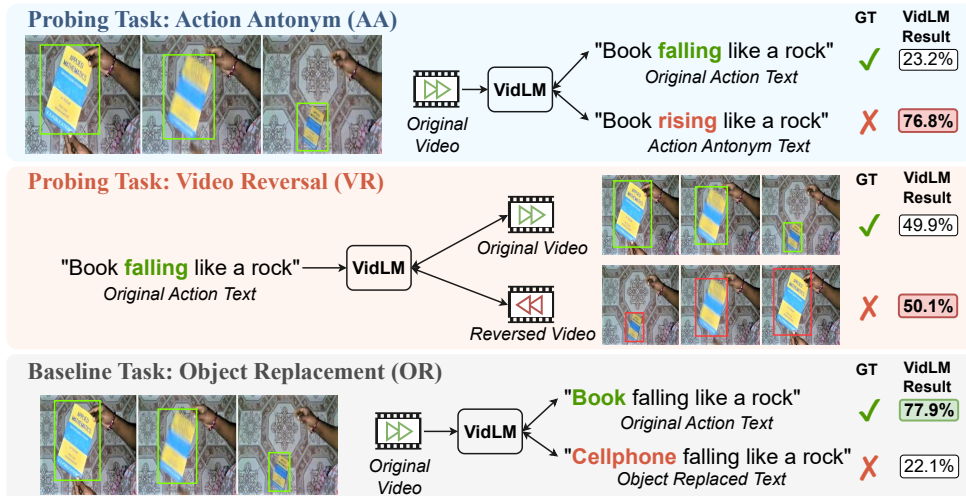 Probing Task: Action Antonym (AA)
GT
VidLM
Result
APPLIED
MATHEMATICS
Original
Video
VidLM
"Book falling like a rock"
Original Action Text
✓
23.2%
"Book rising like a rock"
Action Antonym Text
✗
76.8%
Probing Task: Video Reversal (VR)
GT
VidLM
Result
"Book falling like a rock"
Original Action Text
VidLM
Original Video
✓
49.9%
Reversed Video
✗
50.1%
Baseline Task: Object Replacement (OR)
GT
VidLM
Result
Original
Video
VidLM
"Book falling like a rock"
Original Action Text
✓
77.9%
"Cellphone falling like a rock"
Object Replaced Text
✗
22.1%